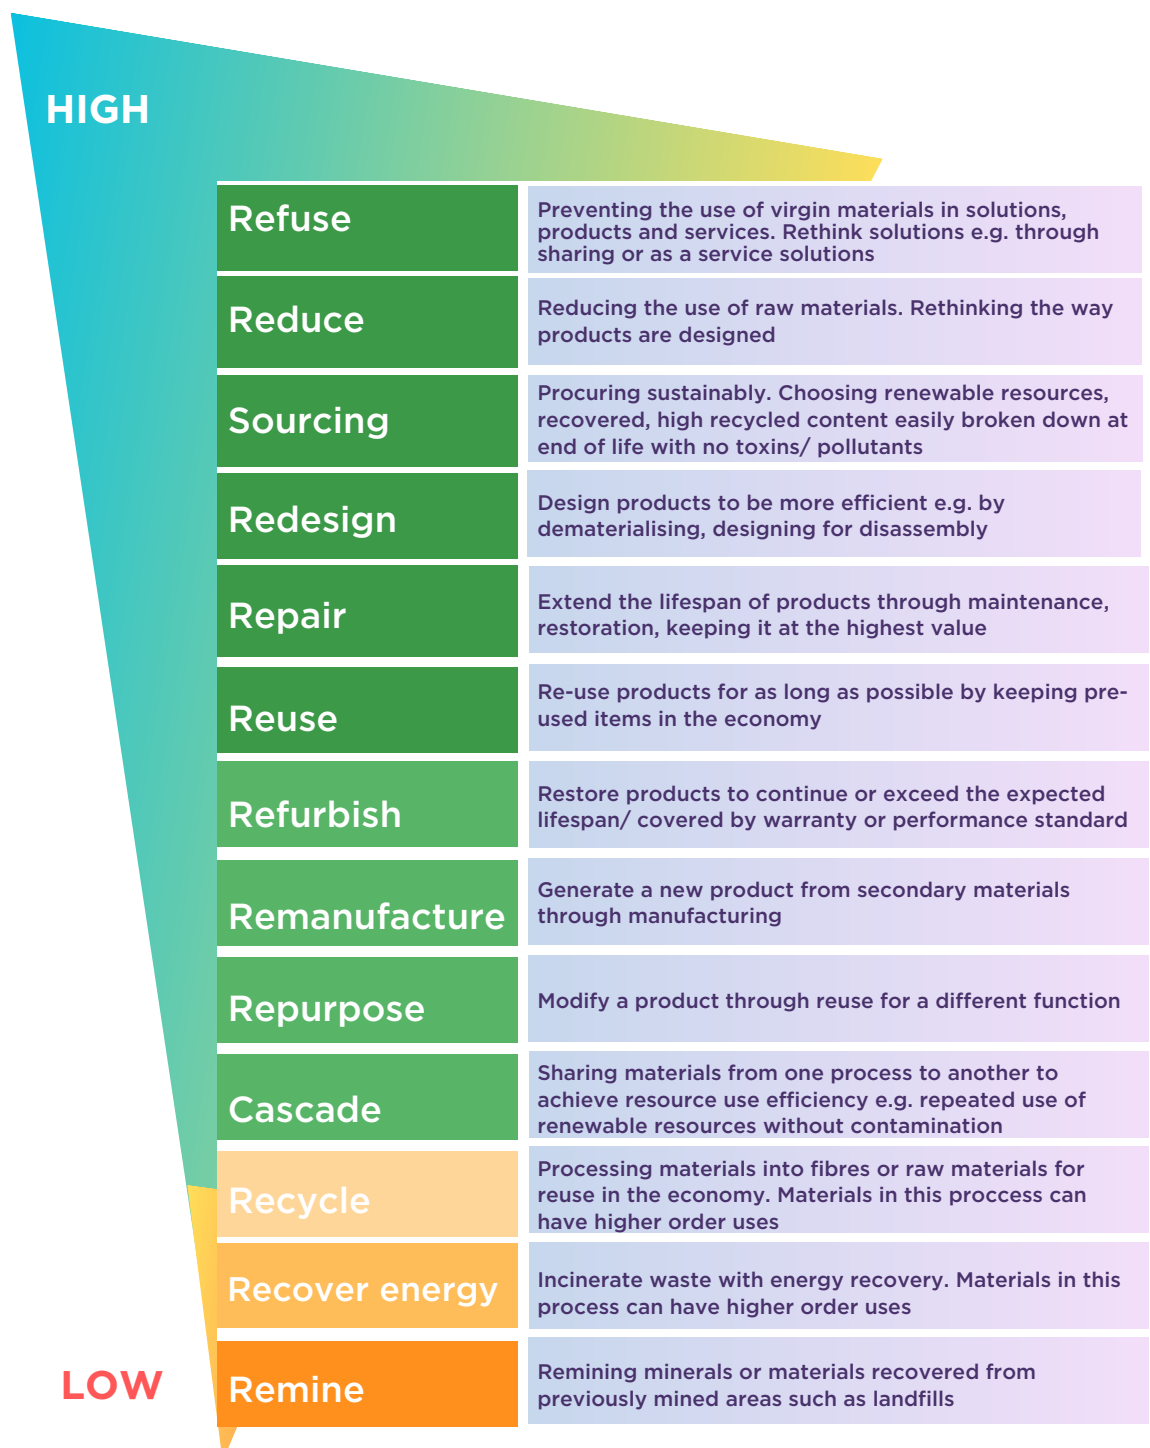 HIGH
Refuse
Preventing the use of virgin materials in solutions,
products and services. Rethink solutions e.g. through
sharing or as a service solutions
Reduce
Reducing the use of raw materials. Rethinking the way
products are designed
Sourcing
Procuring sustainably. Choosing renewable resources,
recovered, high recycled content easily broken down at
end of life with no toxins/ pollutants
Redesign
Design products to be more efficient e.g. by
dematerialising, designing for disassembly
Repair
Extend the lifespan of products through maintenance,
restoration, keeping it at the highest value
Reuse
Re-use products for as long as possible by keeping pre-
used items in the economy
Refurbish
Restore products to continue or exceed the expected
lifespan/ covered by warranty or performance standard
Remanufacture
Generate a new product from secondary materials
through manufacturing
Repurpose
Modify a product through reuse for a different function
Cascade
Sharing materials from one process to another to
achieve resource use efficiency e.g. repeated use of
renewable resources without contamination
Recycle
Processing materials into fibres or raw materials for
reuse in the economy. Materials in this proccess can
have higher order uses
Recover energy
Incinerate waste with energy recovery. Materials in this
process can have higher order uses
LOW
Remine
Remining minerals or materials recovered from
previously mined areas such as landfills